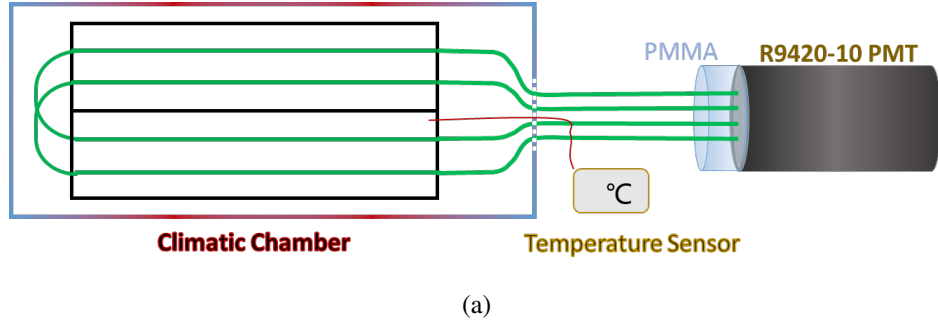 PMMA
R9420-10 PMT
℃
Climatic Chamber
Temperature Sensor
(a)